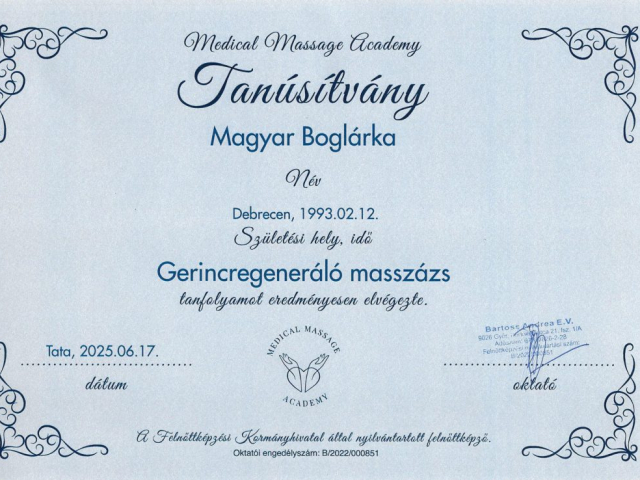 Medical Massage Academy
Tanúsítvány
Magyar Boglárka
Név
Debrecen, 1993.02.12.
Születési hely, idő
Gerincregeneráló masszázs
tanfolyamot eredményesen elvégezte.
MEDICAL MASSAGE
ACADEMY
Tata, 2025.06.17.
dátum
Bartoss Andrea E.V.
oktató
A Felnőttképzési Kormányhivatal által nyilvántartott felnőttképző.
Oktatói engedélyszám: B/2022/000851